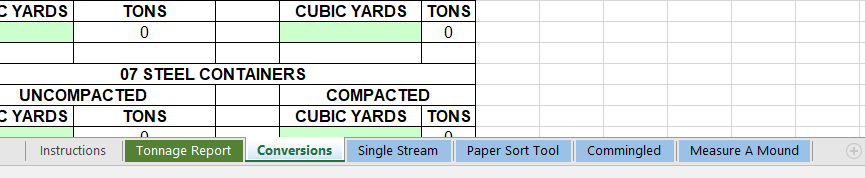 C YARDS TONS CUBIC YARDS TONS
0 0
07 STEEL CONTAINERS
UNCOMPACTED COMPACTED
C YARDS TONS CUBIC YARDS TONS
0 0
Instructions Tonnage Report Conversions Single Stream Paper Sort Tool Commingled Measure A Mound